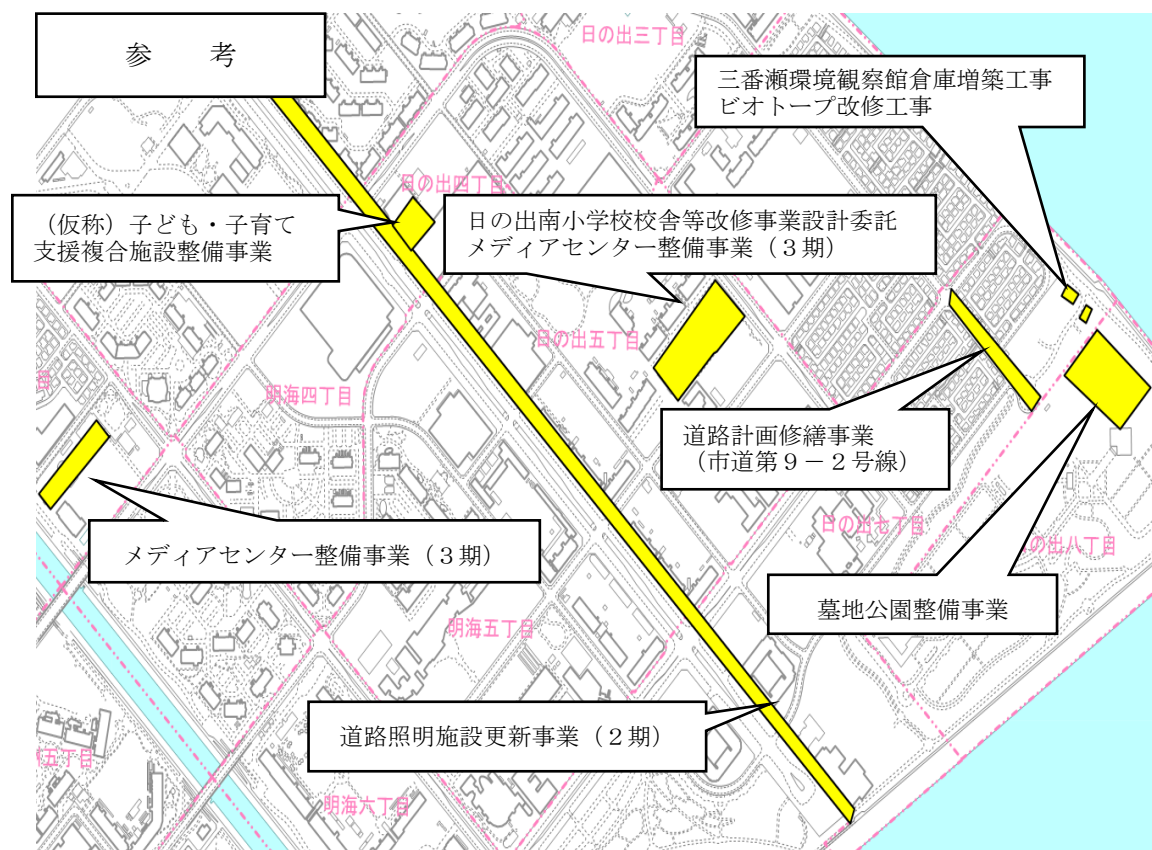 参　　考
日の出三丁目
三番瀬環境観察館倉庫増築工事
ビオトープ改修工事
日の出四丁目
（仮称）子ども・子育て
支援複合施設整備事業
日の出南小学校校舎等改修事業設計委託
メディアセンター整備事業（３期）
日の出五丁目
明海四丁目
道路計画修繕事業
（市道第９－２号線）
日の出七丁目
の出八丁目
メディアセンター整備事業（３期）
墓地公園整備事業
明海五丁目
道路照明施設更新事業（２期）
五丁目
明海六丁目